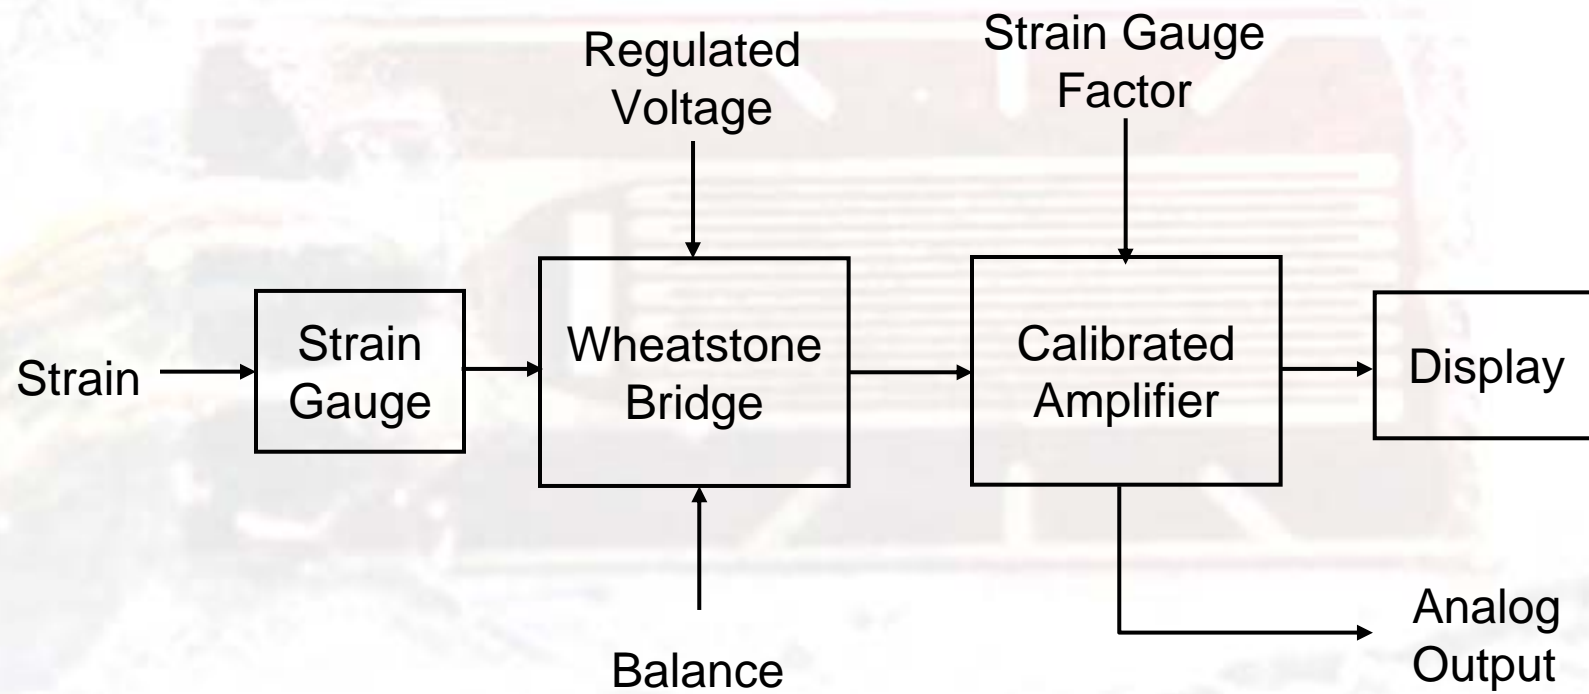 Regulated
Voltage
Strain Gauge
Factor
Strain
Strain
Gauge
Wheatstone
Bridge
Calibrated
Amplifier
Display
Balance
Analog
Output